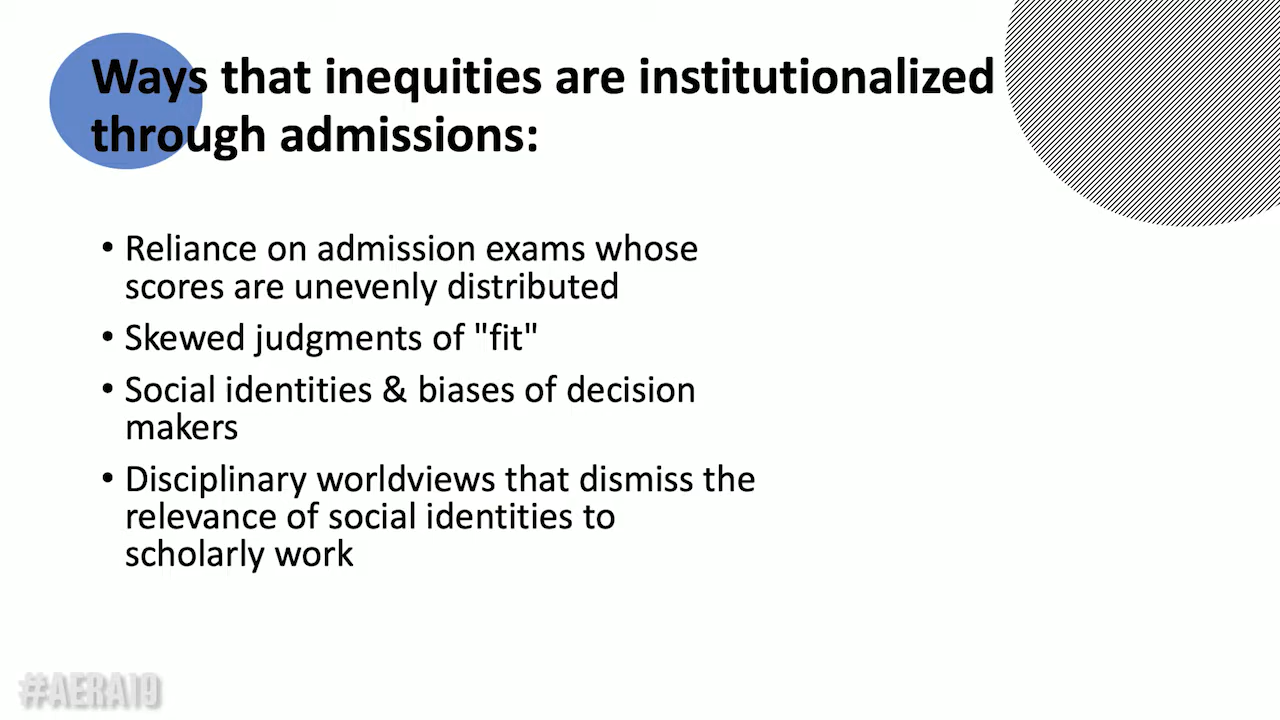 Ways that inequities are institutionalized
through admissions:
• Reliance on admission exams whose
scores are unevenly distributed
• Skewed judgments of "fit"
• Social identities & biases of decision
makers
• Disciplinary worldviews that dismiss the
relevance of social identities to
scholarly work
#AERA19